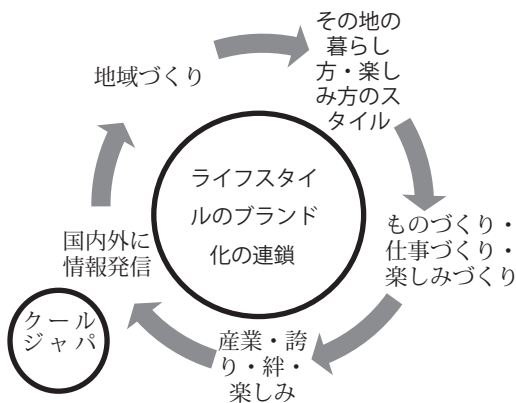 その地の
暮らし
方・楽し
み方のス
タイル
地域づくり
ライフスタイ
ルのブランド
化の連鎖
ものづくり・
仕事づくり・
楽しみづくり
国内外に
情報発信
産業・誇
り・絆・
楽しみ
クール
ジャパ